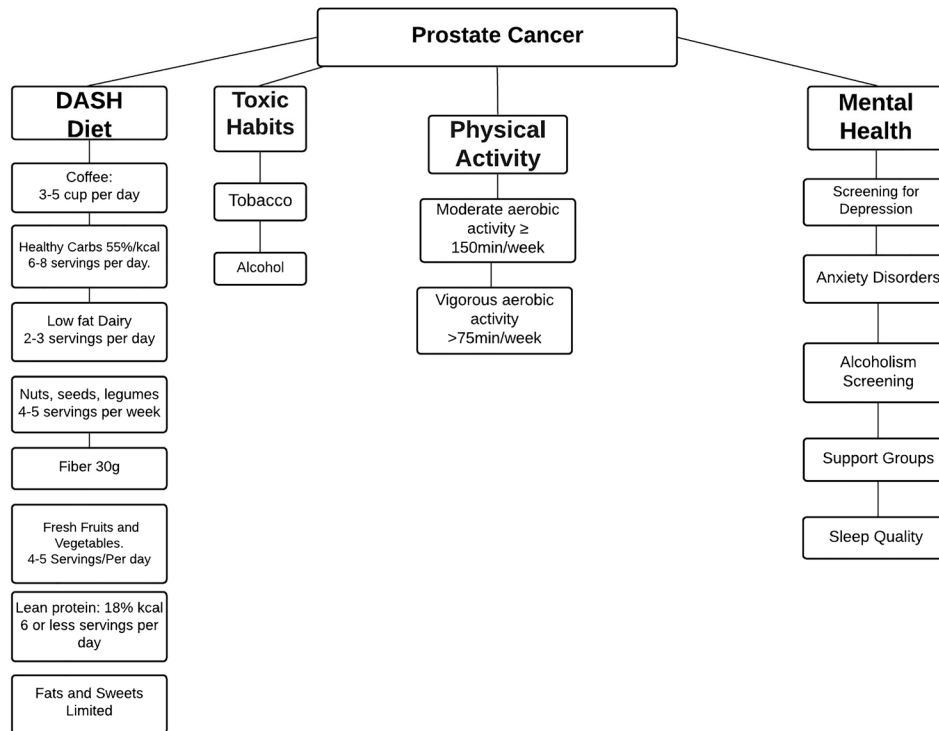 Prostate Cancer
DASH
Diet
Coffee:
3-5 cup per day
Healthy Carbs 55%/kcal
6-8 servings per day.
Low fat Dairy
2-3 servings per day
Nuts, seeds, legumes
4-5 servings per week
Fiber 30g
Fresh Fruits and
Vegetables.
4-5 Servings/Per day
Lean protein: 18% kcal
6 or less servings per
day
Fats and Sweets
Limited
Toxic
Habits
Tobacco
Alcohol
Physical
Activity
Moderate aerobic
activity ≥
150min/week
Vigorous aerobic
activity
>75min/week
Mental
Health
Screening for
Depression
Anxiety Disorders
Alcoholism
Screening
Support Groups
Sleep Quality